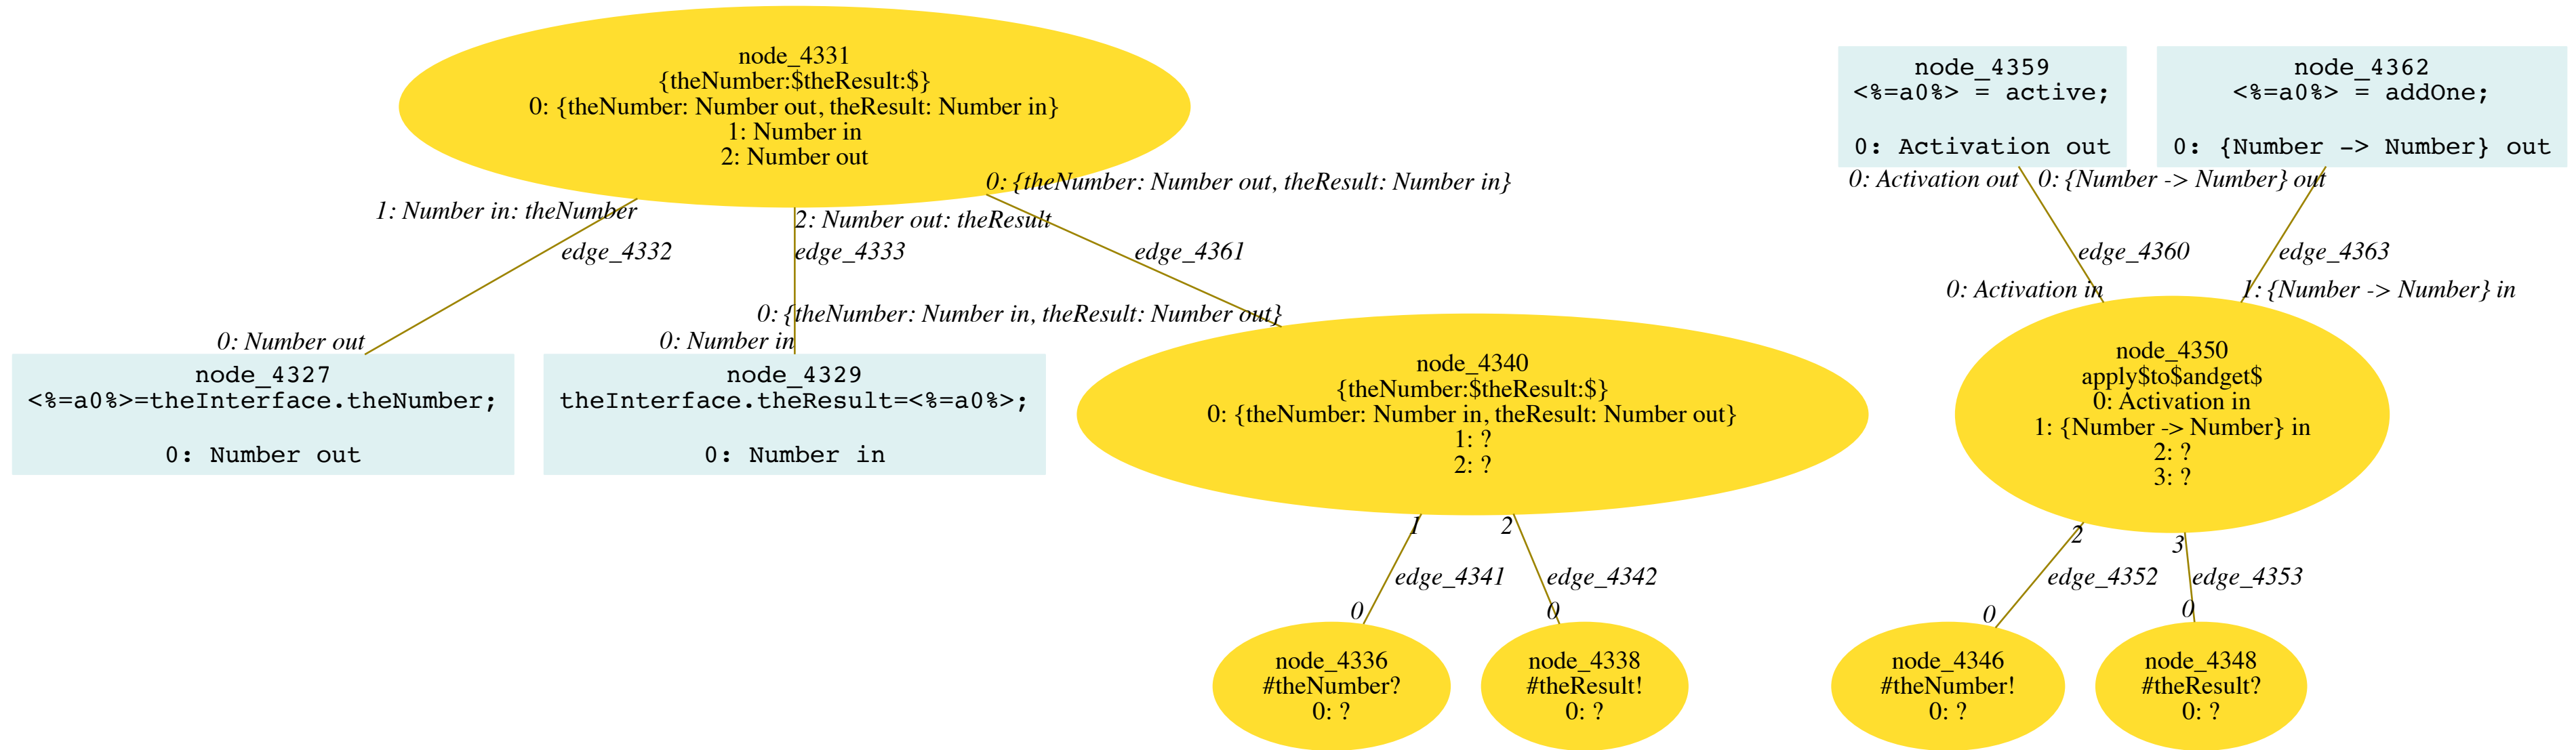 node_4331
{theNumber:$theResult:$}
0: {theNumber: Number out, theResult: Number in}
1: Number in
2: Number out
node_4359
<%=a0%> = active;
0: Activation out
node_4362
<%=a0%> = addOne;
0: {Number -> Number} out
1: Number in: theNumber
2: Number out: theResult
0: {theNumber: Number out, theResult: Number in}
0: Activation out
0: {Number -> Number} out
edge_4332
edge_4333
edge_4361
edge_4360
edge_4363
0: Number out
0: Number in
0: {theNumber: Number in, theResult: Number out}
0: Activation in
1: {Number -> Number} in
node_4327
<%=a0%>=theInterface.theNumber;
0: Number out
node_4329
theInterface.theResult=<%=a0%>;
0: Number in
node_4340
{theNumber:$theResult:$}
0: {theNumber: Number in, theResult: Number out}
1: ?
2: ?
node_4350
apply$to$andget$
0: Activation in
1: {Number -> Number} in
2: ?
3: ?
1
2
2
3
edge_4341
edge_4342
edge_4352
edge_4353
0
0
0
0
node_4336
#theNumber?
0: ?
node_4338
#theResult!
0: ?
node_4346
#theNumber!
0: ?
node_4348
#theResult?
0: ?